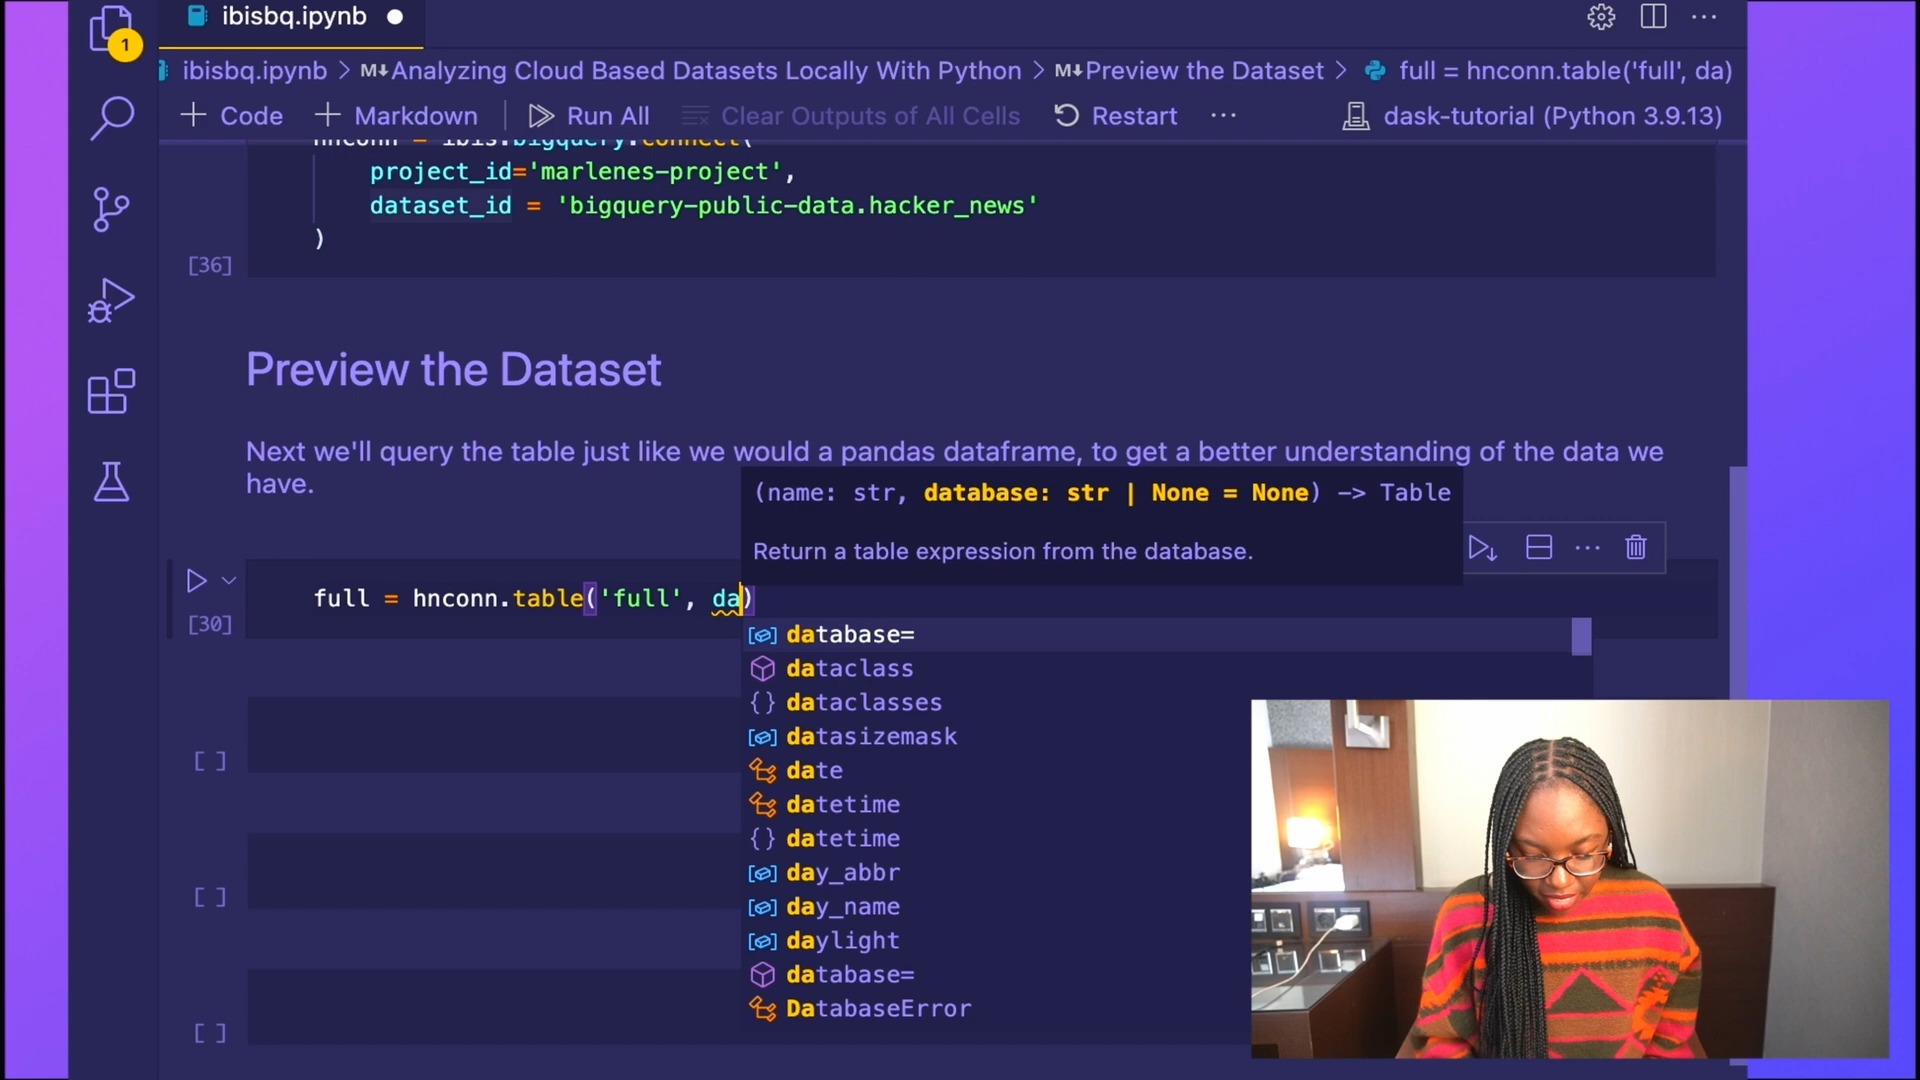 ibisbq.ipynb
1
ibisbq.ipynb > M↓Analyzing Cloud Based Datasets Locally With Python > M↓Preview the Dataset > full = hnconn.table('full', da)
+ Code + Markdown | Run All Clear Outputs of All Cells Restart ··· dask-tutorial (Python 3.9.13)
hnconn = ibis.bigquery.connect(
project_id='marlenes-project',
dataset_id = 'bigquery-public-data.hacker_news'
)
[36]
Preview the Dataset
Next we'll query the table just like we would a pandas dataframe, to get a better understanding of the data we
have.
(name: str, database: str | None = None) -> Table
Return a table expression from the database.
full = hnconn.table('full', da)
[30]
database=
dataclass
dataclasses
datasizemask
date
datetime
datetime
day_abbr
day_name
daylight
database=
DatabaseError
[ ]
[ ]
[ ]